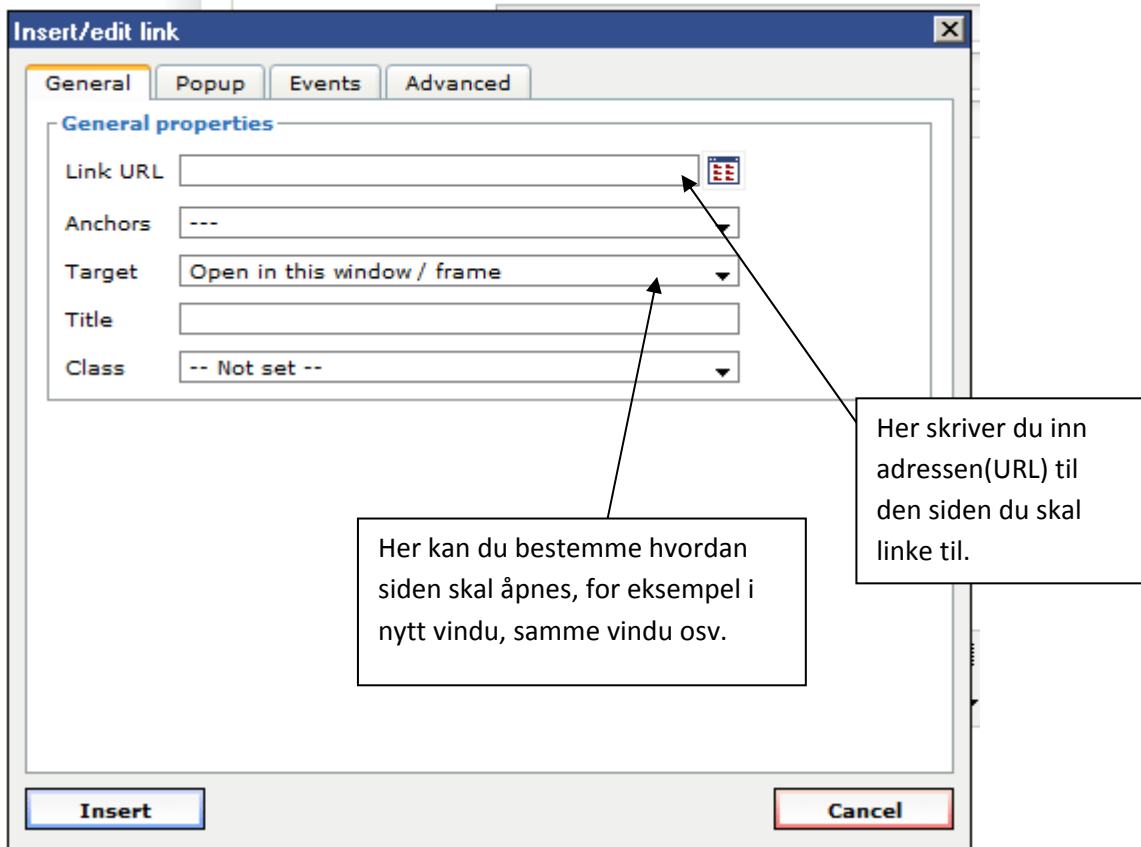 Insert/edit link
General Popup Events Advanced
General properties
Link URL
Anchors ---
Target Open in this window / frame
Title
Class -- Not set --
Her skriver du inn
adressen(URL) til
den siden du skal
linke til.
Her kan du bestemme hvordan
siden skal åpnes, for eksempel i
nytt vindu, samme vindu osv.
Insert Cancel